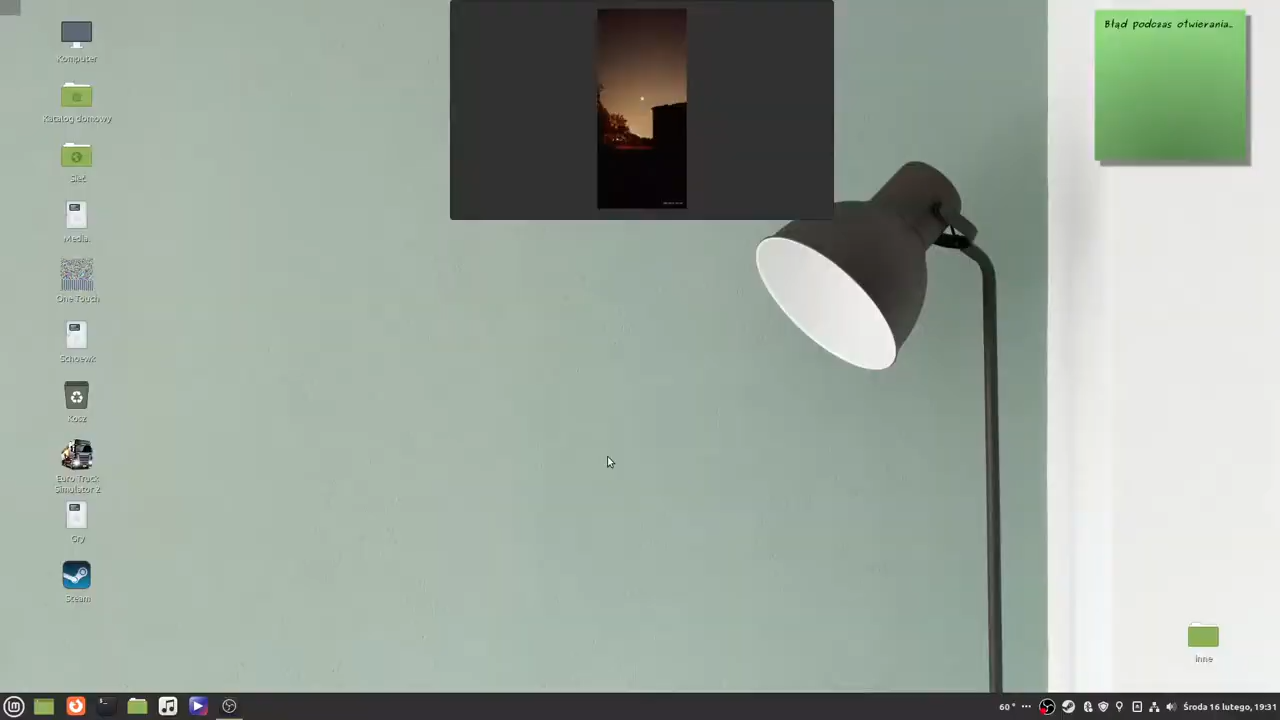 Komputer
Katalog domowy
Sieć
Media
One Touch
Schoewk
Kosz
Euro Truck
Simulator 2
Gry
Steam
Błąd podczas otwierania..
inne
60°
Środa 16 lutego, 19:31